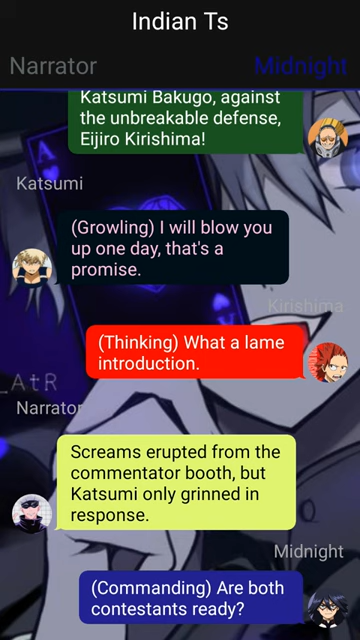 Indian Ts
Narrator
Midnight
Katsumi Bakugo, against
the unbreakable defense,
Eijiro Kirishima!
Katsumi
(Growling) I will blow you
up one day, that's a
promise.
Kirishima
(Thinking) What a lame
introduction.
_AtR
Narrator
Screams erupted from the
commentator booth, but
Katsumi only grinned in
response.
Midnight
(Commanding) Are both
contestants ready?